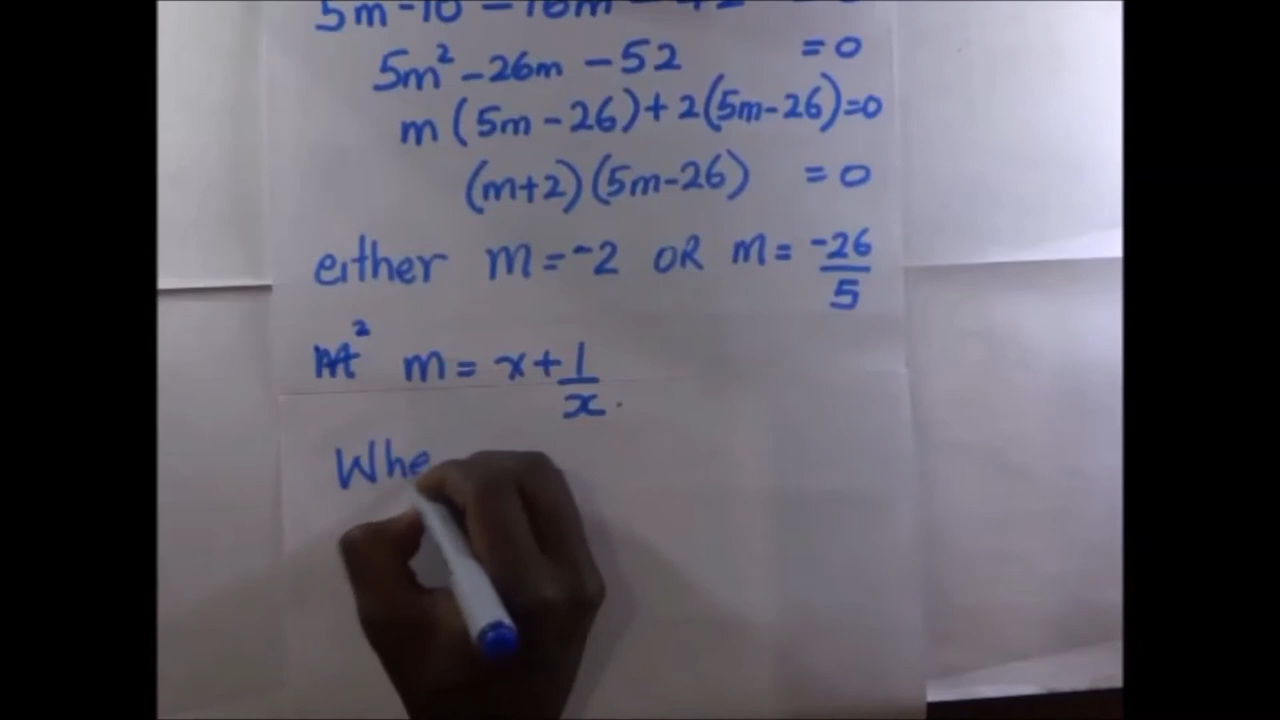 5m² - 26m - 52 = 0
m(5m - 26) + 2(5m - 26) = 0
(m+2)(5m-26) = 0
either m = -2 OR m = -26/5
m = x + 1/x.
Whe